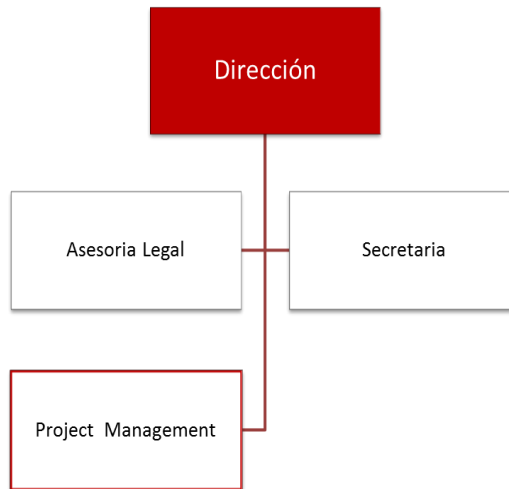 Dirección
Asesoria Legal
Secretaria
Project Management